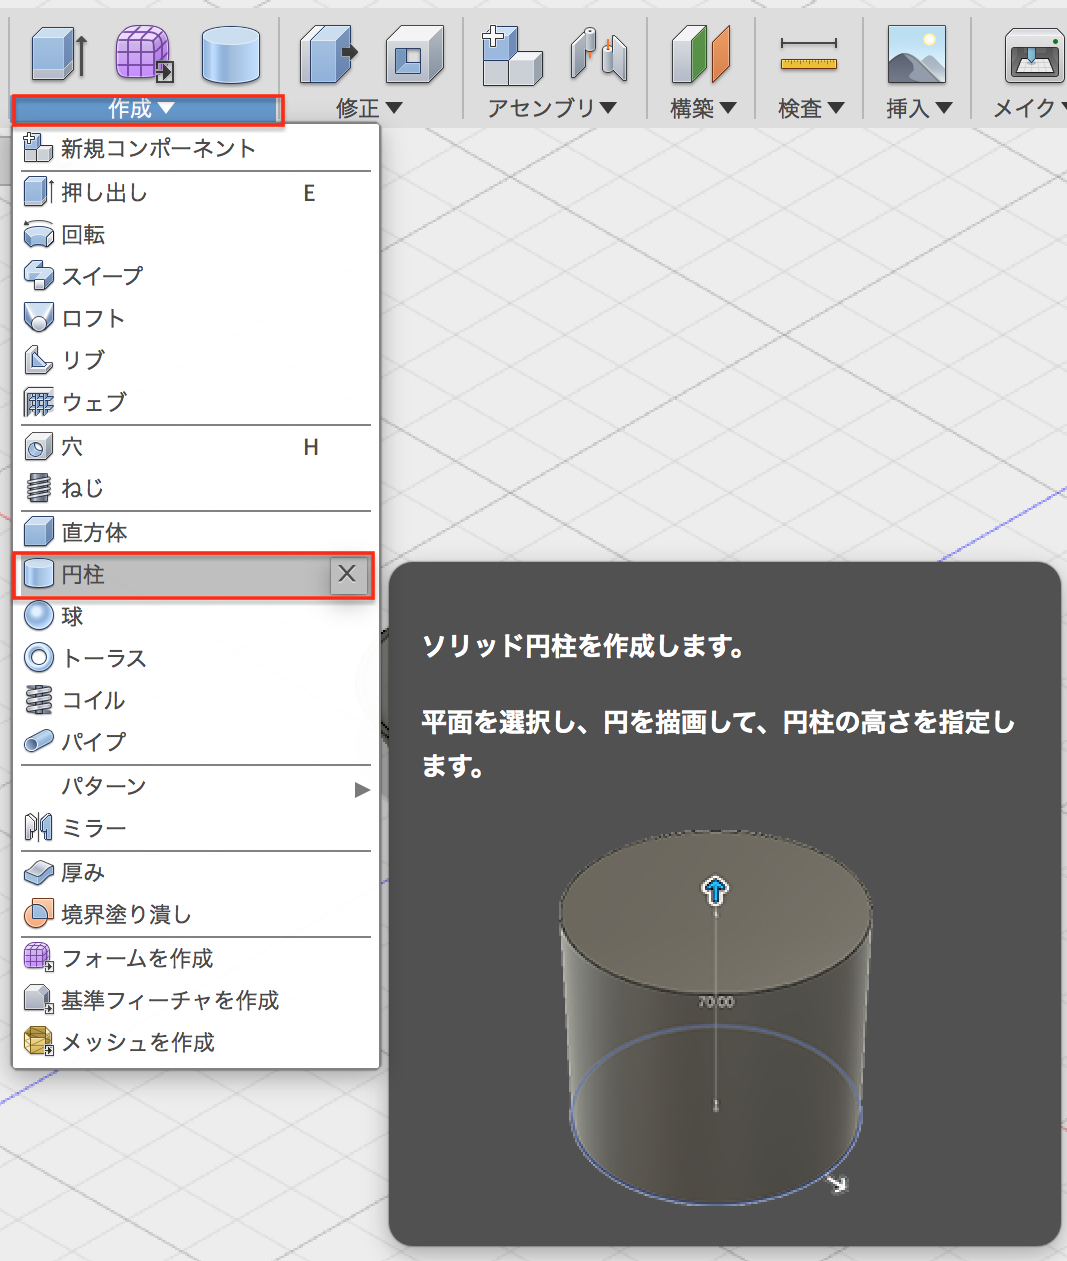 作成▼ 修正▼ アセンブリ▼ 構築▼ 検査▼ 挿入▼ メイク▼
新規コンポーネント
押し出し E
回転
スイープ
ロフト
リブ
ウェブ
穴 H
ねじ
直方体
円柱 X
球
トーラス
コイル
パイプ
パターン ▶
ミラー
厚み
境界塗り潰し
フォームを作成
基準フィーチャを作成
メッシュを作成
ソリッド円柱を作成します。
平面を選択し、円を描画して、円柱の高さを指定し
ます。
70.00